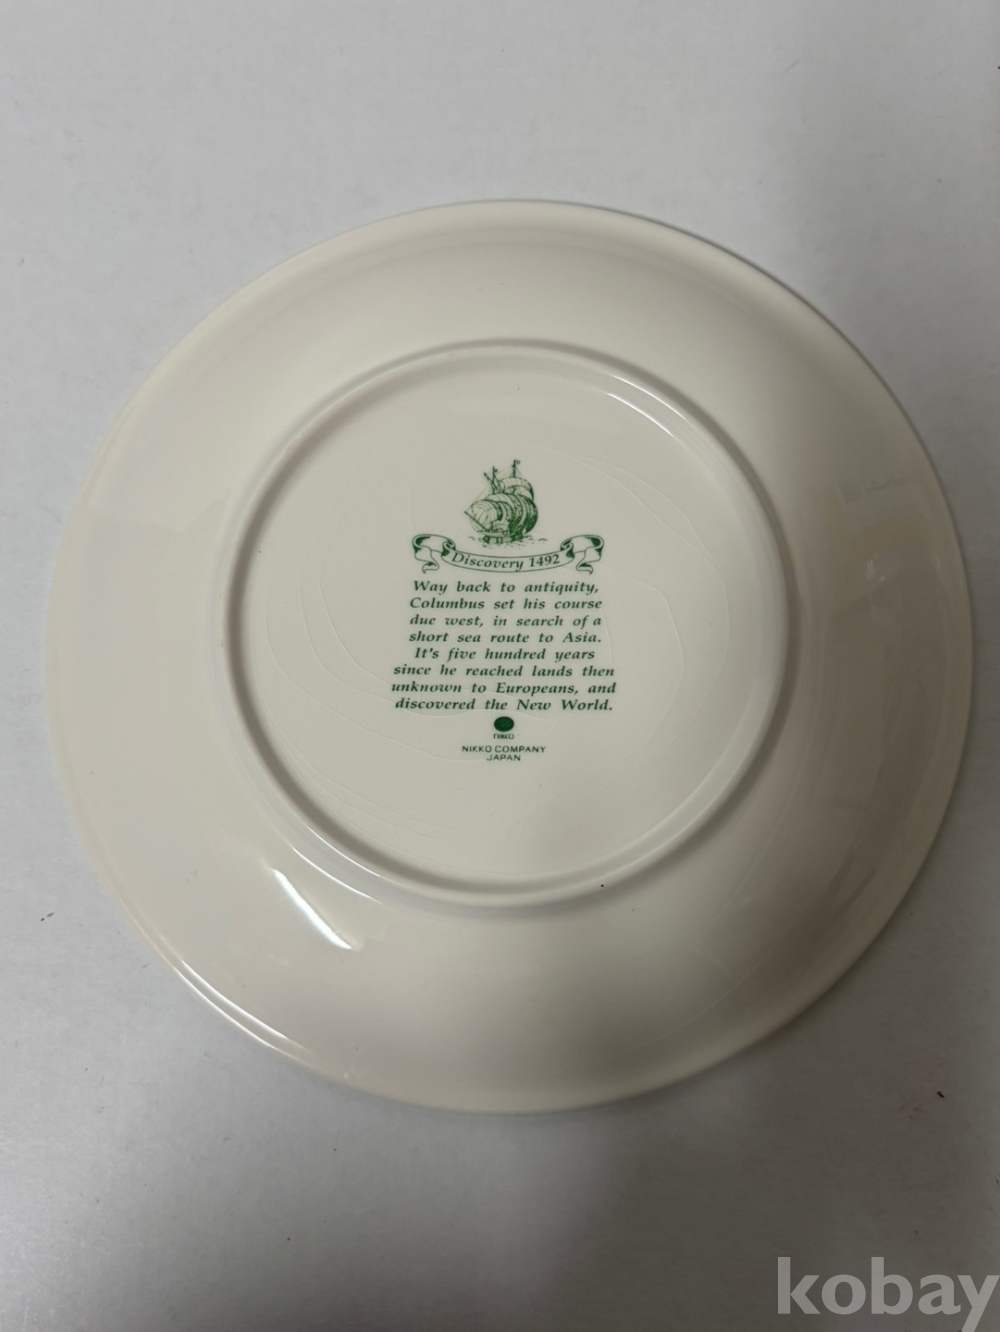 Discovery 1492
Way back to antiquity,
Columbus set his course
due west, in search of a
short sea route to Asia.
It's five hundred years
since he reached lands then
unknown to Europeans, and
discovered the New World.
nikko
NIKKO COMPANY
JAPAN
kobay